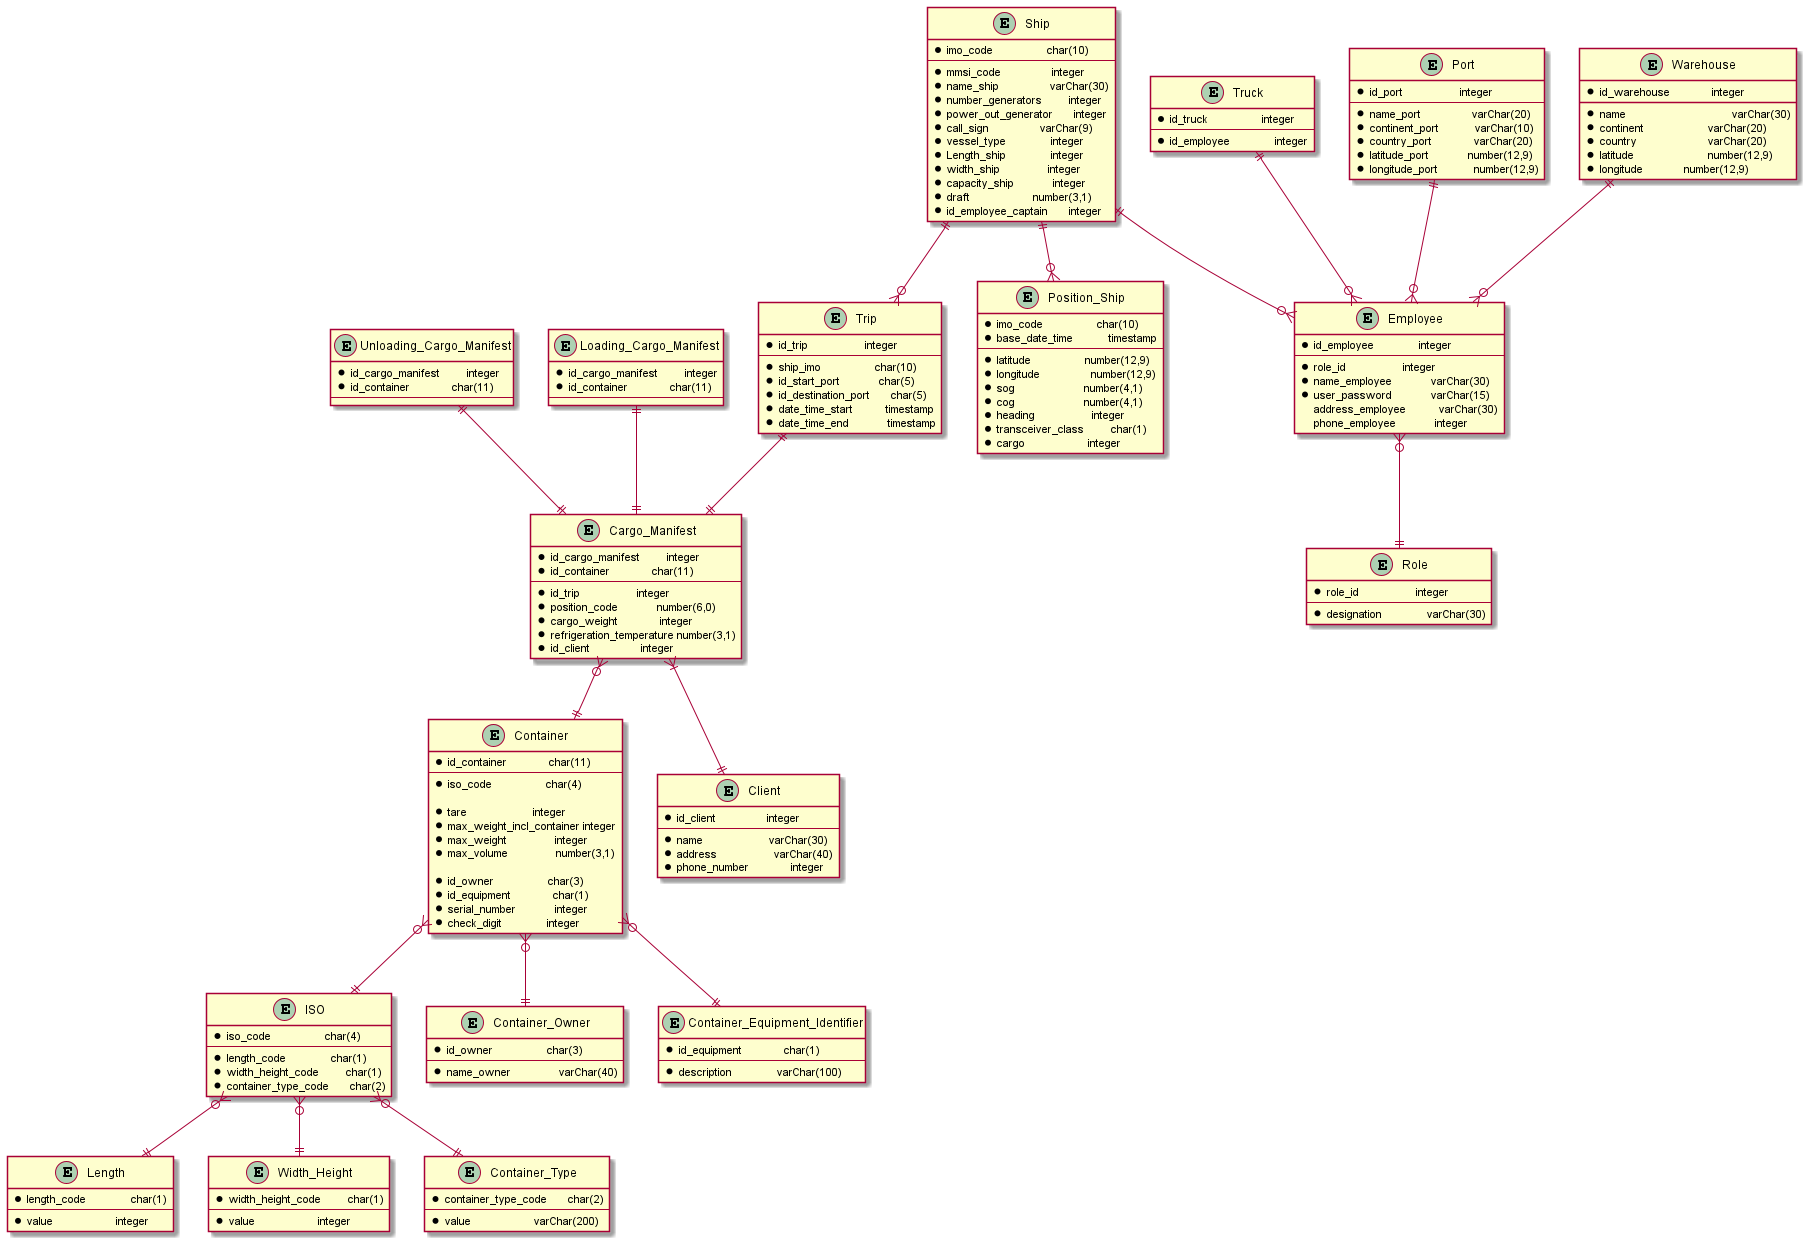 E Ship
imo_code char(10)
mmsi_code integer
name_ship varChar(30)
number_generators integer
power_out_generator integer
call_sign varChar(9)
vessel_type integer
Length_ship integer
width_ship integer
capacity_ship integer
draft number(3,1)
id_employee_captain integer
E Truck
id_truck integer
id_employee integer
E Port
id_port integer
name_port varChar(20)
continent_port varChar(10)
country_port varChar(20)
latitude_port number(12,9)
longitude_port number(12,9)
E Warehouse
id_warehouse integer
name varChar(30)
continent varChar(20)
country varChar(20)
latitude number(12,9)
longitude number(12,9)
E Unloading_Cargo_Manifest
id_cargo_manifest integer
id_container char(11)
E Loading_Cargo_Manifest
id_cargo_manifest integer
id_container char(11)
E Trip
id_trip integer
ship_imo char(10)
id_start_port char(5)
id_destination_port char(5)
date_time_start timestamp
date_time_end timestamp
E Position_Ship
imo_code char(10)
base_date_time timestamp
latitude number(12,9)
longitude number(12,9)
sog number(4,1)
cog number(4,1)
heading integer
transceiver_class char(1)
cargo integer
E Employee
id_employee integer
role_id integer
name_employee varChar(30)
user_password varChar(15)
address_employee varChar(30)
phone_employee integer
E Cargo_Manifest
id_cargo_manifest integer
id_container char(11)
id_trip integer
position_code number(6,0)
cargo_weight integer
refrigeration_temperature number(3,1)
id_client integer
E Role
role_id integer
designation varChar(30)
E Container
id_container char(11)
iso_code char(4)
tare integer
max_weight_incl_container integer
max_weight integer
max_volume number(3,1)
id_owner char(3)
id_equipment char(1)
serial_number integer
check_digit integer
E Client
id_client integer
name varChar(30)
address varChar(40)
phone_number integer
E ISO
iso_code char(4)
length_code char(1)
width_height_code char(1)
container_type_code char(2)
E Container_Owner
id_owner char(3)
name_owner varChar(40)
E Container_Equipment_Identifier
id_equipment char(1)
description varChar(100)
E Length
length_code char(1)
value integer
E Width_Height
width_height_code char(1)
value integer
E Container_Type
container_type_code char(2)
value varChar(200)